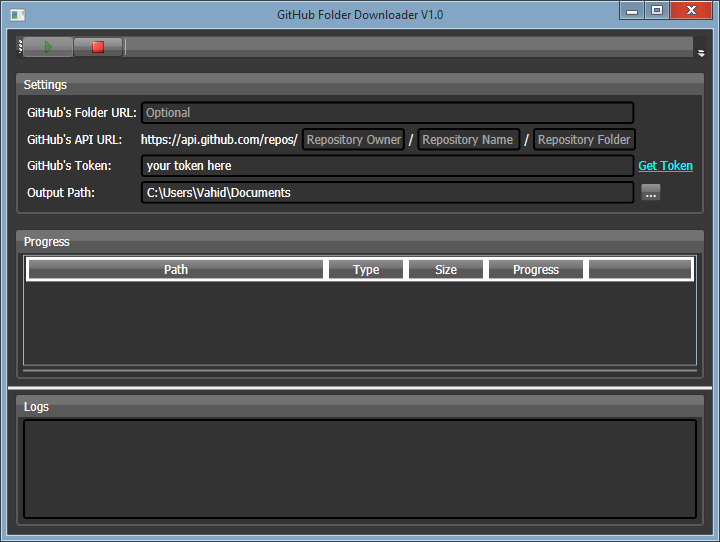 GitHub Folder Downloader V1.0
Settings
GitHub's Folder URL: Optional
GitHub's API URL: https://api.github.com/repos/ Repository Owner / Repository Name / Repository Folder
GitHub's Token: your token here Get Token
Output Path: C:\Users\Vahid\Documents ...
Progress
Path Type Size Progress
Logs